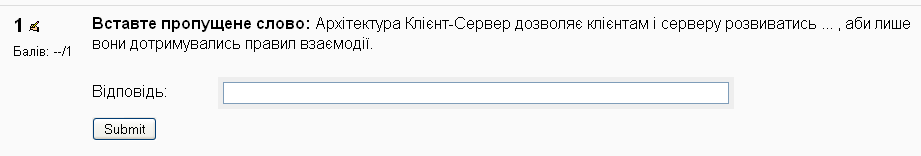 1 Вставте пропущене слово: Архітектура Клієнт-Сервер дозволяє клієнтам і серверу розвиватись ... , аби лише
Балів: --/1 вони дотримувались правил взаємодії.
Відповідь:
Submit